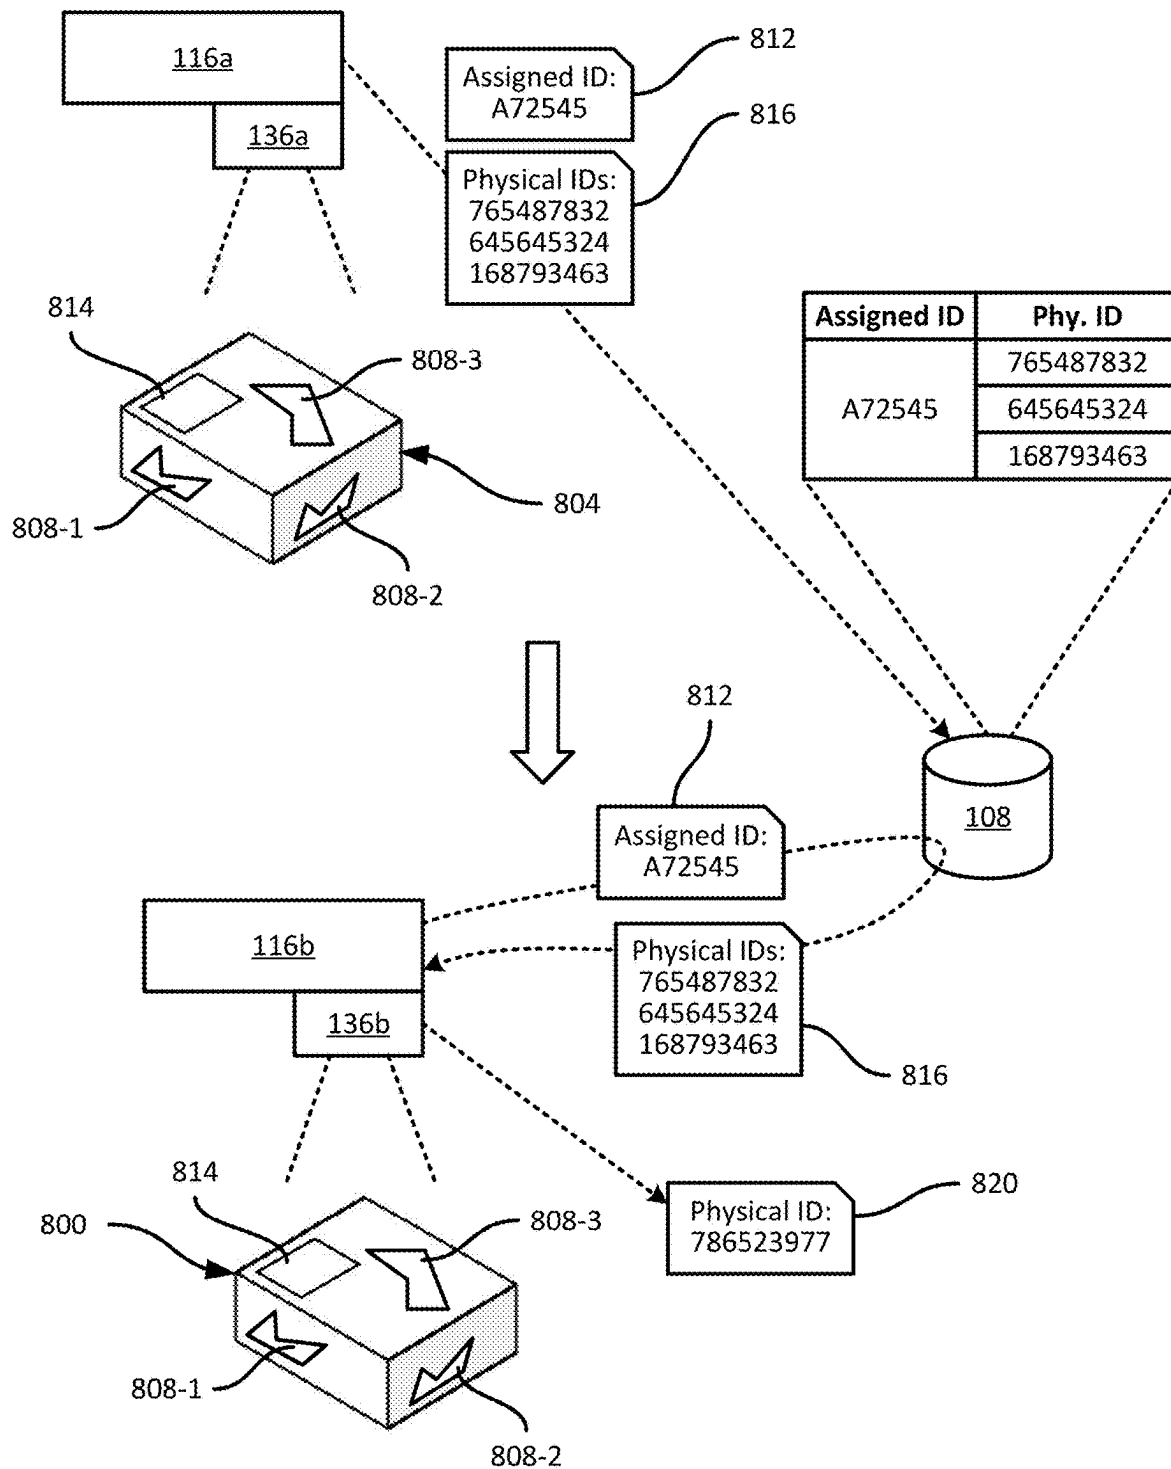 116a
136a
812
Assigned ID:
A72545
816
Physical IDs:
765487832
645645324
168793463
814
808-3
808-1
804
808-2
Assigned ID Phy. ID
A72545
765487832
645645324
168793463
812
Assigned ID:
A72545
108
116b
136b
Physical IDs:
765487832
645645324
168793463
816
814
800
808-3
820
Physical ID:
786523977
808-1
808-2